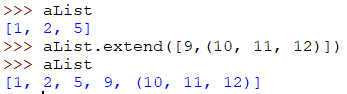 >>> aList
[1, 2, 5]
>>> aList.extend([9,(10, 11, 12)])
>>> aList
[1, 2, 5, 9, (10, 11, 12)]